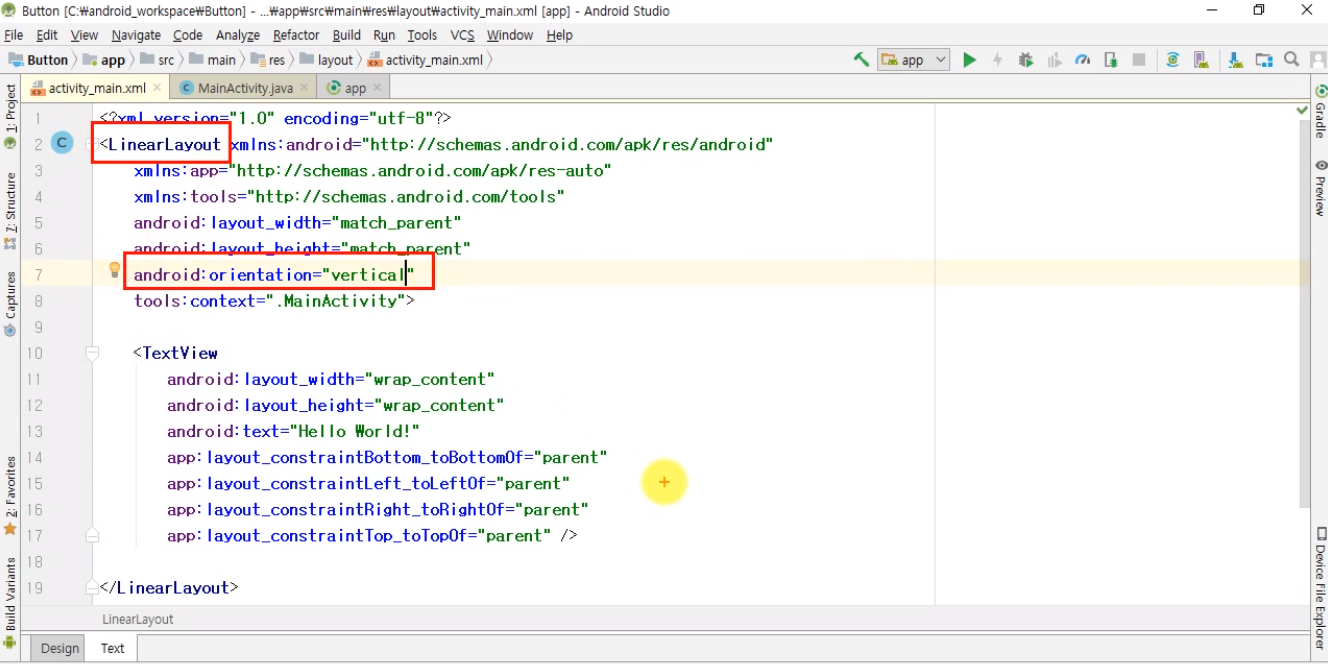 Button [C:₩android_workspace₩Button] - ...₩app₩src₩main₩res₩layout₩activity_main.xml [app] - Android Studio
File Edit View Navigate Code Analyze Refactor Build Run Tools VCS Window Help
Button app src main res layout activity_main.xml app
activity_main.xml MainActivity.java app
1 <?xml version="1.0" encoding="utf-8"?>
2 C <LinearLayout xmlns:android="http://schemas.android.com/apk/res/android"
3 xmlns:app="http://schemas.android.com/apk/res-auto"
4 xmlns:tools="http://schemas.android.com/tools"
5 android:layout_width="match_parent"
6 android:layout_height="match_parent"
7 android:orientation="vertical"
8 tools:context=".MainActivity">
9
10 <TextView
11 android:layout_width="wrap_content"
12 android:layout_height="wrap_content"
13 android:text="Hello World!"
14 app:layout_constraintBottom_toBottomOf="parent"
15 app:layout_constraintLeft_toLeftOf="parent"
16 app:layout_constraintRight_toRightOf="parent"
17 app:layout_constraintTop_toTopOf="parent" />
18
19 </LinearLayout>
LinearLayout
Design Text
1: Project
7: Structure
Captures
2: Favorites
Build Variants
Gradle
Preview
Device File Explorer